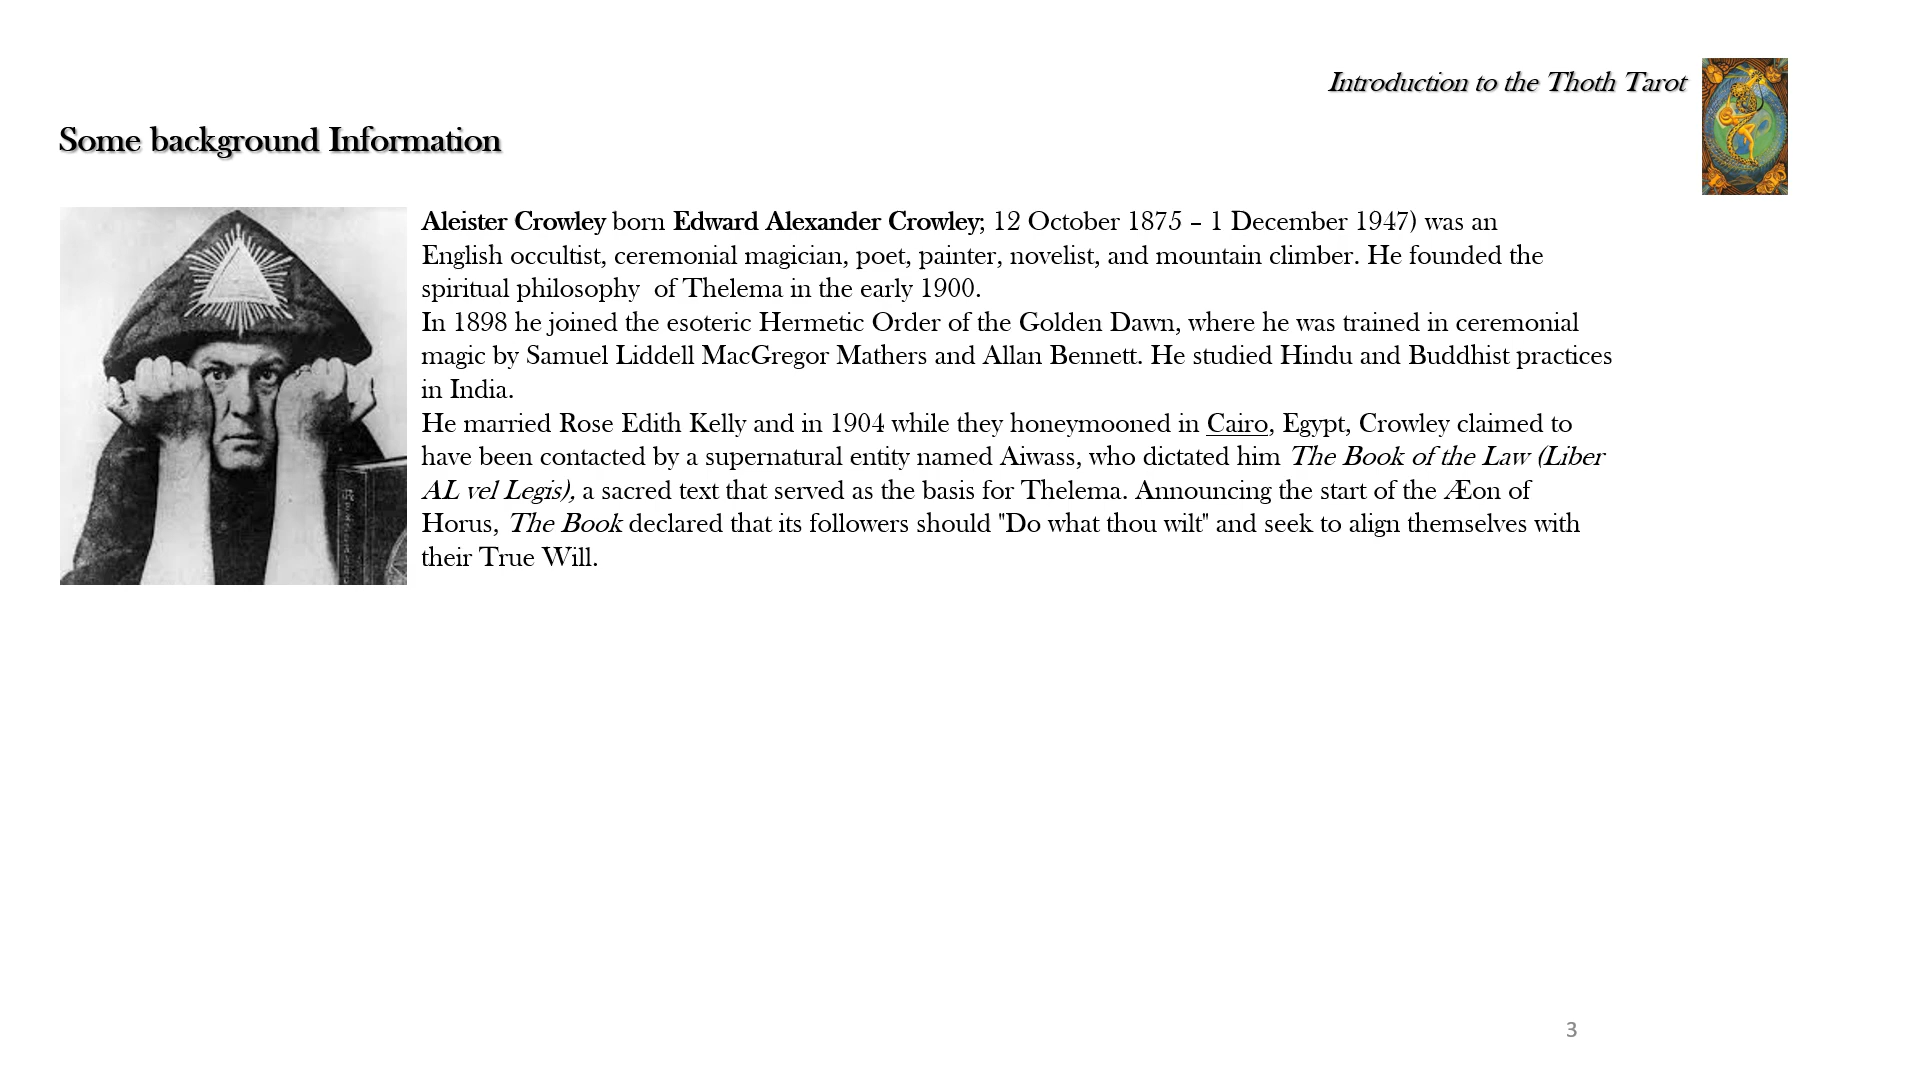 Introduction to the Thoth Tarot
Some background Information
Aleister Crowley born Edward Alexander Crowley; 12 October 1875 – 1 December 1947) was an
English occultist, ceremonial magician, poet, painter, novelist, and mountain climber. He founded the
spiritual philosophy  of Thelema in the early 1900.
In 1898 he joined the esoteric Hermetic Order of the Golden Dawn, where he was trained in ceremonial
magic by Samuel Liddell MacGregor Mathers and Allan Bennett. He studied Hindu and Buddhist practices
in India.
He married Rose Edith Kelly and in 1904 while they honeymooned in Cairo, Egypt, Crowley claimed to
have been contacted by a supernatural entity named Aiwass, who dictated him The Book of the Law (Liber
AL vel Legis), a sacred text that served as the basis for Thelema. Announcing the start of the Æon of
Horus, The Book declared that its followers should "Do what thou wilt" and seek to align themselves with
their True Will.
3